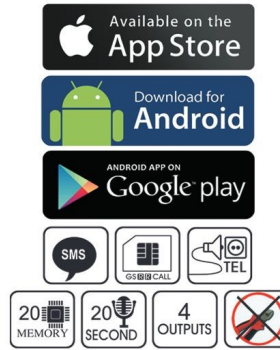 Available on the
App Store
Download for
Android
ANDROID APP ON
Google play
SMS
CALL
TEL
20
MEMORY
20
SECOND
4
OUTPUTS